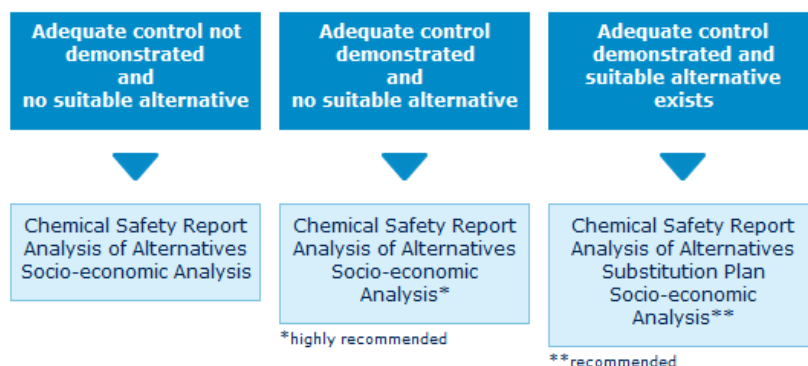 Adequate control not
demonstrated
and
no suitable alternative
Adequate control
demonstrated
and
no suitable alternative
Adequate control
demonstrated and
suitable alternative
exists
Chemical Safety Report
Analysis of Alternatives
Socio-economic Analysis
Chemical Safety Report
Analysis of Alternatives
Socio-economic
Analysis*
*highly recommended
Chemical Safety Report
Analysis of Alternatives
Substitution Plan
Socio-economic
Analysis**
**recommended